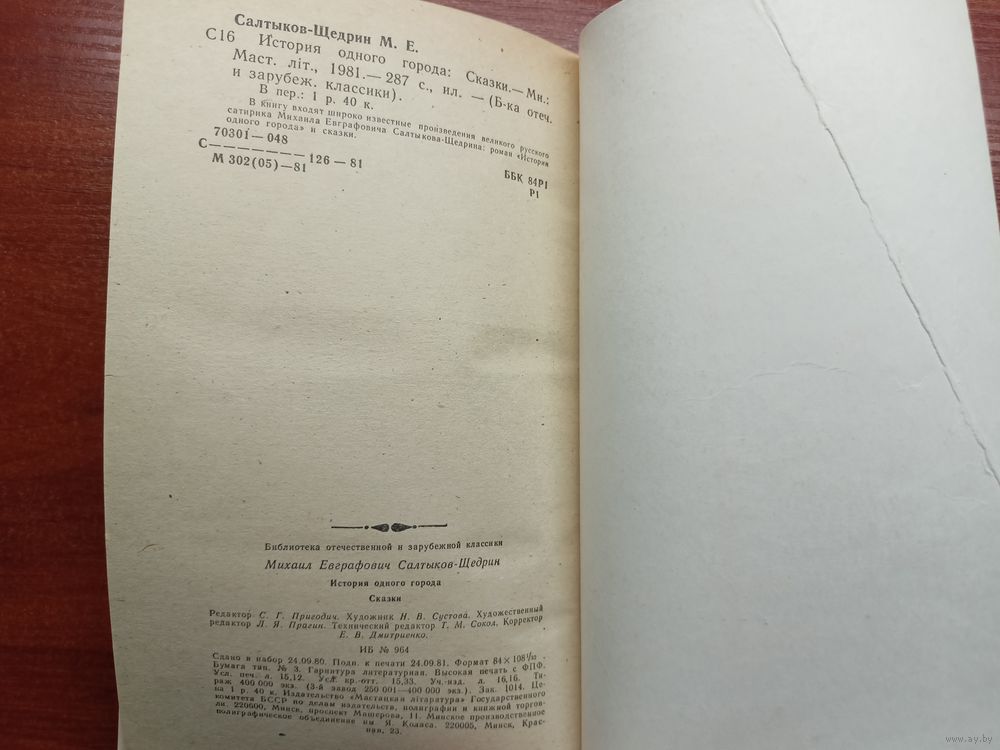 Салтыков-Щедрин М. Е.
С16 История одного города: Сказки.— Мн.:
Маст. літ., 1981.— 287 с., ил. — (Б-ка отеч.
и зарубеж. классики).
В пер.: 1 р. 40 к.
В книгу входят широко известные произведения великого русского
сатирика Михаила Евграфовича Салтыкова-Щедрина: роман «История
одного города» и сказки.
70301—048
С———————— 126—81
М 302(05)—81
ББК 84Р1
Р1
Библиотека отечественной и зарубежной классики
Михаил Евграфович Салтыков-Щедрин
История одного города
Сказки
Редактор С. Г. Пригодич. Художник Н. В. Сустова. Художественный
редактор Л. Я. Прагин. Технический редактор Т. М. Сокол. Корректор
Е. В. Дмитриенко.
ИБ № 964
Сдано в набор 24.09.80. Подп. к печати 24.09.81. Формат 84×108 1/32.
Бумага тип. № 3. Гарнитура литературная. Высокая печать с ФПФ.
Усл. печ. л. 15,12. Усл. кр.-отт. 15,33. Уч.-изд. л. 16,16. Ти-
раж 400 000 экз. (3-й завод 250 001—400 000 экз.). Зак. 1014. Це-
на 1 р. 40 к. Издательство «Мастацкая літаратура» Государственного
комитета БССР по делам издательств, полиграфии и книжной торгов-
ли. 220600, Минск, проспект Машерова, 11. Минское производственное
полиграфическое объединение им. Я. Коласа. 220005, Минск, Крас-
ная, 23.
www.ay.by